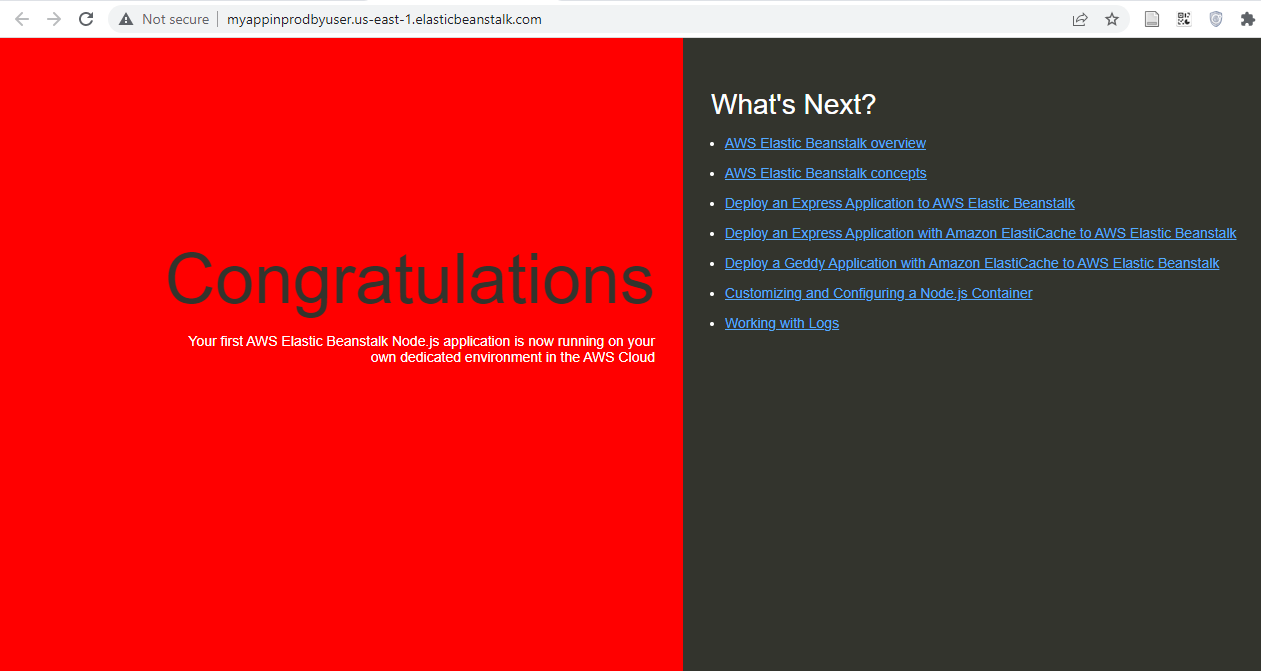 Not secure
myappinprodbyuser.us-east-1.elasticbeanstalk.com
Congratulations
Your first AWS Elastic Beanstalk Node.js application is now running on your
own dedicated environment in the AWS Cloud
What's Next?
AWS Elastic Beanstalk overview
AWS Elastic Beanstalk concepts
Deploy an Express Application to AWS Elastic Beanstalk
Deploy an Express Application with Amazon ElastiCache to AWS Elastic Beanstalk
Deploy a Geddy Application with Amazon ElastiCache to AWS Elastic Beanstalk
Customizing and Configuring a Node.js Container
Working with Logs